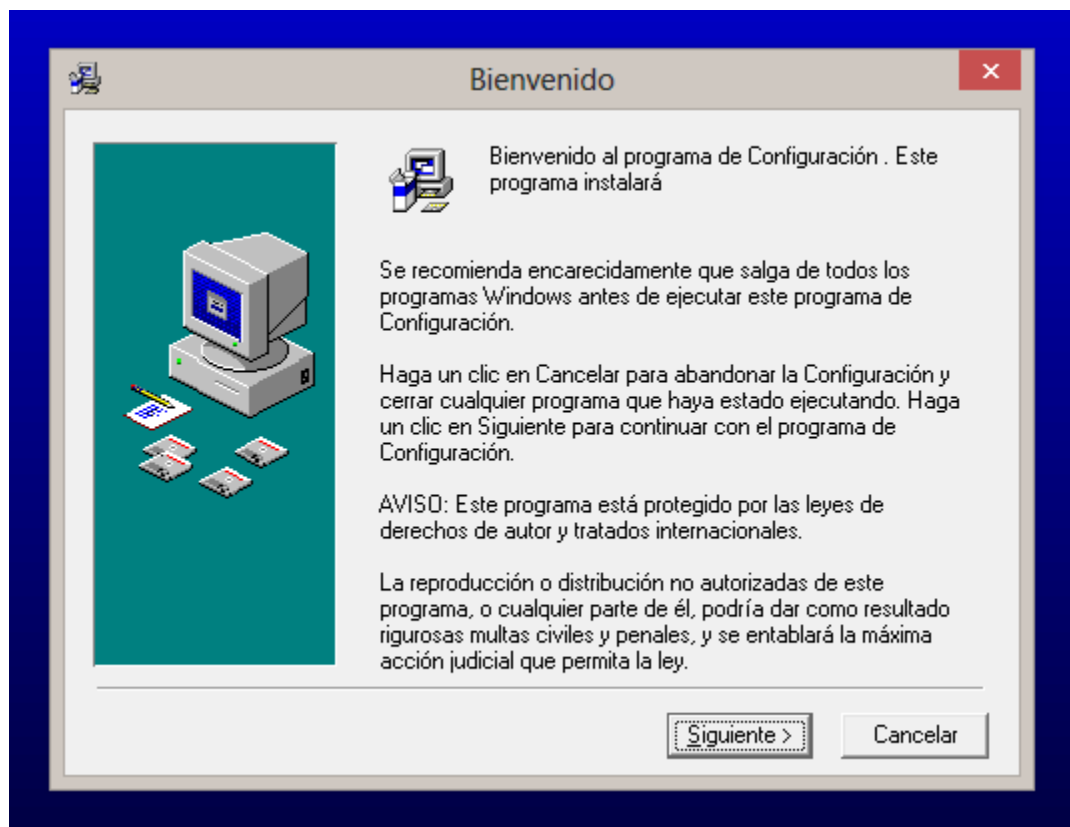 Bienvenido
Bienvenido al programa de Configuración . Este
programa instalará
Se recomienda encarecidamente que salga de todos los
programas Windows antes de ejecutar este programa de
Configuración.
Haga un clic en Cancelar para abandonar la Configuración y
cerrar cualquier programa que haya estado ejecutando. Haga
un clic en Siguiente para continuar con el programa de
Configuración.
AVISO: Este programa está protegido por las leyes de
derechos de autor y tratados internacionales.
La reproducción o distribución no autorizadas de este
programa, o cualquier parte de él, podría dar como resultado
rigurosas multas civiles y penales, y se entablará la máxima
acción judicial que permita la ley.
Siguiente >
Cancelar